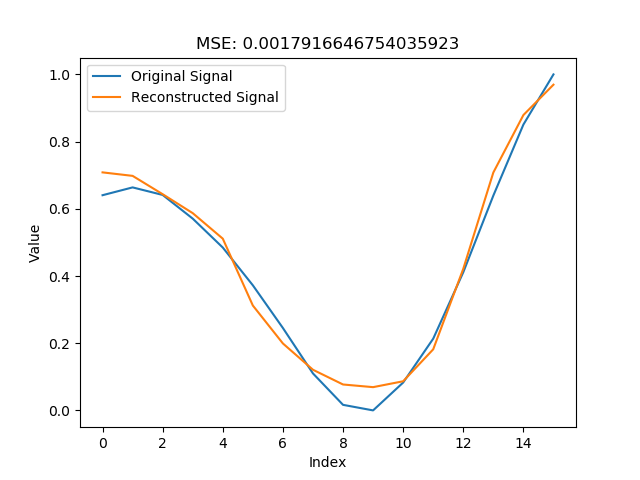 MSE: 0.0017916646754035923
Original Signal
Reconstructed Signal
1.0
0.8
0.6
0.4
0.2
0.0
Value
0 2 4 6 8 10 12 14
Index